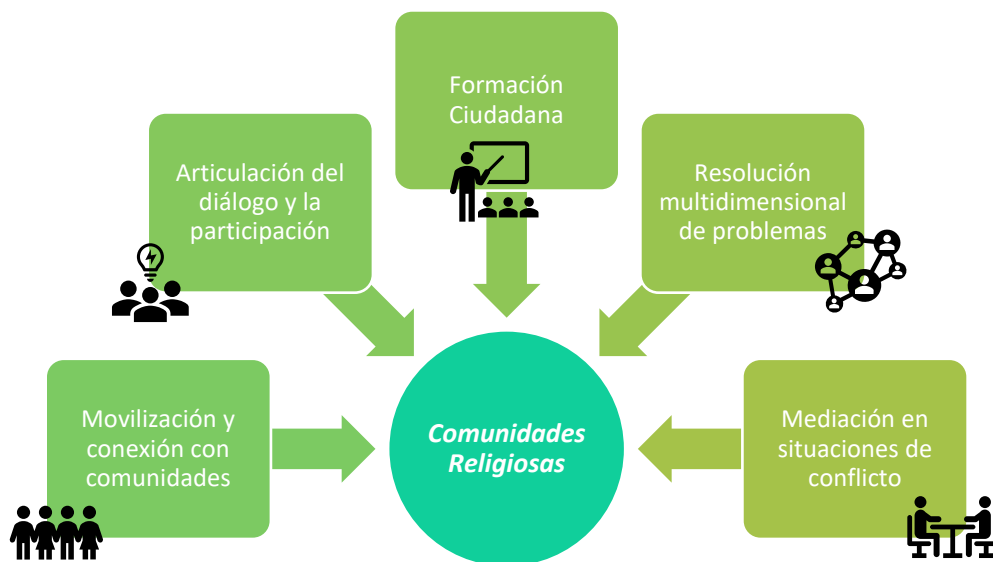 Movilización y
conexión con
comunidades
Articulación del
diálogo y la
participación
Formación
Ciudadana
Resolución
multidimensional
de problemas
Mediación en
situaciones de
conflicto
Comunidades
Religiosas